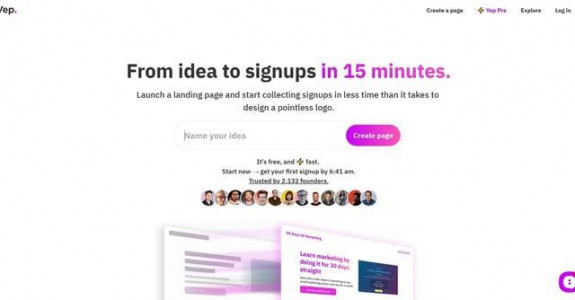 Yep.
Create a page
Yep Pro
Explore
Log In
From idea to signups in 15 minutes.
Launch a landing page and start collecting signups in less time than it takes to
design a pointless logo.
Name your idea
Create page
It's free, and fast.
Start now → get your first signup by 6:41 am.
Trusted by 2,132 founders.
30 Days Of Marketing
Learn marketing by
doing it for 30 days
straight